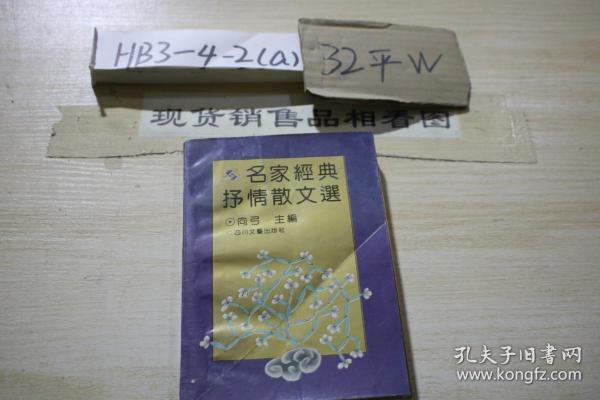 HB3-4-2(a)
32平W
现货销售品相看图
名家經典
抒情散文選
向弓 主編
四川文藝出版社
孔夫子旧书网
www.kongfz.com